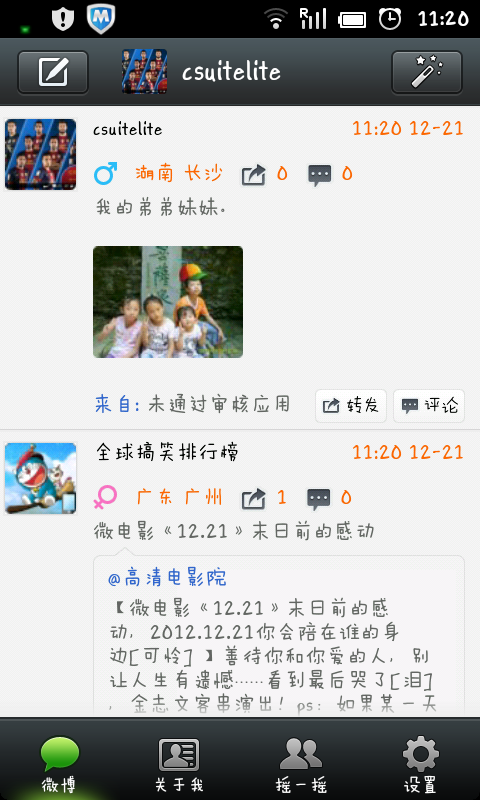 11:20
csuitelite
csuitelite
11:20 12-21
湖南 长沙 0 0
我的弟弟妹妹。
来自: 未通过审核应用
转发
评论
全球搞笑排行榜
11:20 12-21
广东 广州 1 0
微电影《12.21》末日前的感动
@高清电影院
【微电影《12.21》末日前的感
动，2012.12.21你会陪在谁的身
边[可怜] 】善待你和你爱的人，别
让人生有遗憾……看到最后哭了[泪]
，金志文客串演出！ps：如果某一天
微博
关于我
摇一摇
设置